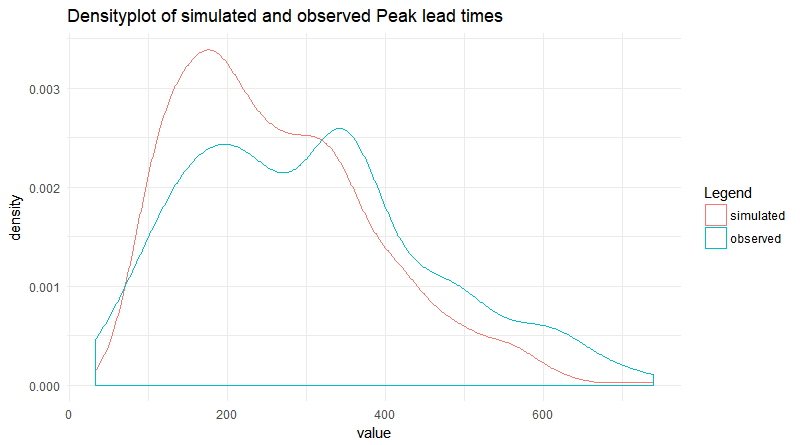 Densityplot of simulated and observed Peak lead times
0.003
0.002
0.001
0.000
density
0
200
400
600
value
Legend
simulated
observed